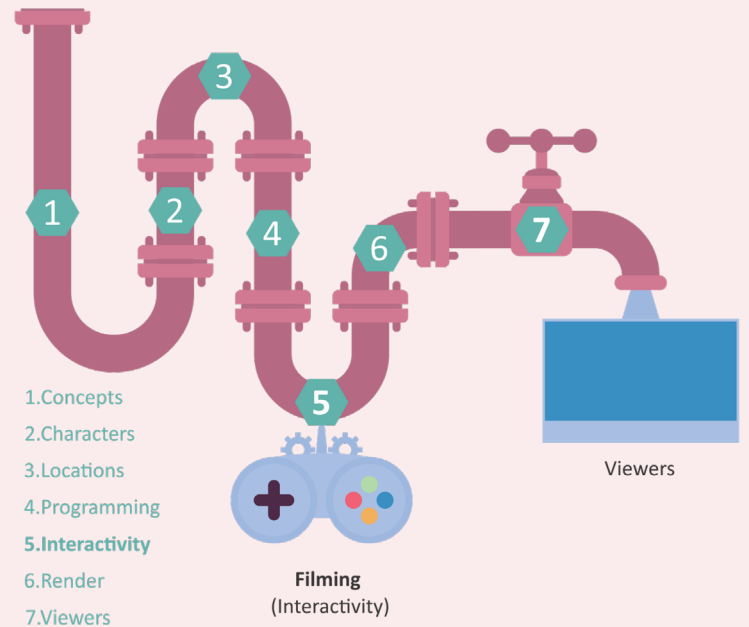 3
1
2
4
6
7
5
1.Concepts
2.Characters
3.Locations
4.Programming
5.Interactivity
6.Render
7.Viewers
Filming
(Interactivity)
Viewers